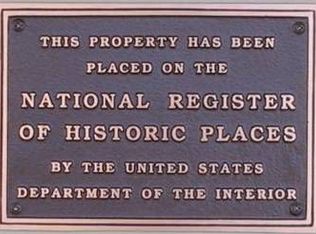 THIS PROPERTY HAS BEEN
PLACED ON THE
NATIONAL REGISTER
OF HISTORIC PLACES
BY THE UNITED STATES
DEPARTMENT OF THE INTERIOR